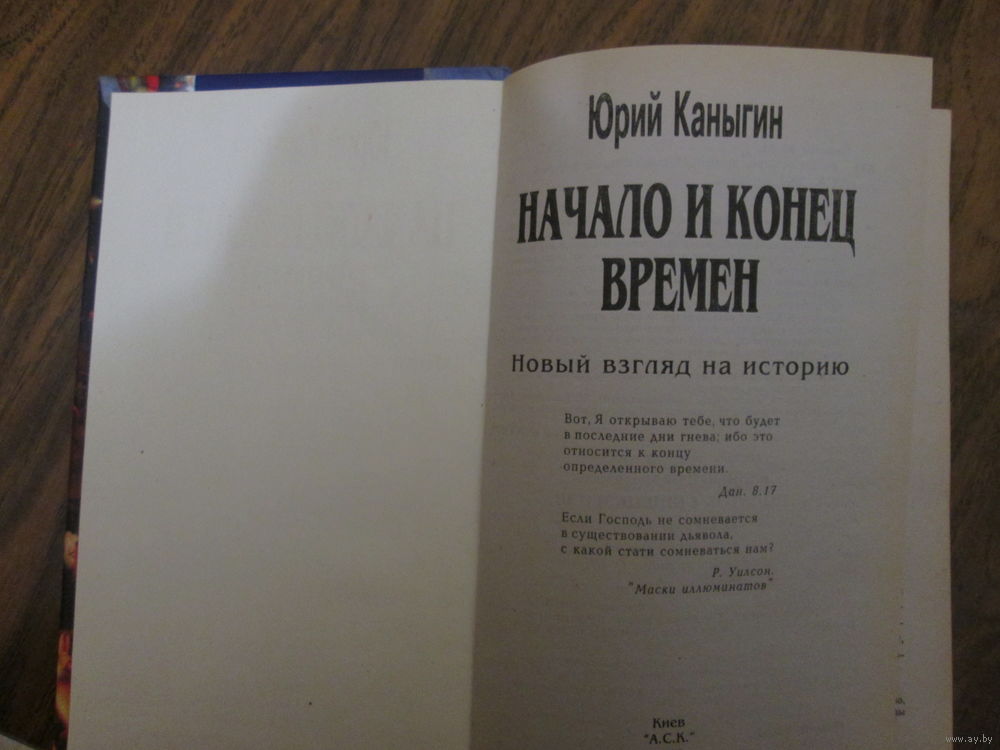 Юрий Каныгин
НАЧАЛО И КОНЕЦ
ВРЕМЕН
Новый взгляд на историю
Вот, Я открываю тебе, что будет
в последние дни гнева; ибо это
относится к концу
определенного времени.
Дан. 8.17
Если Господь не сомневается
в существовании дьявола,
с какой стати сомневаться нам?
Р. Уилсон.
"Маски иллюминатов"
Киев
"А.С.К."
www.ay.by